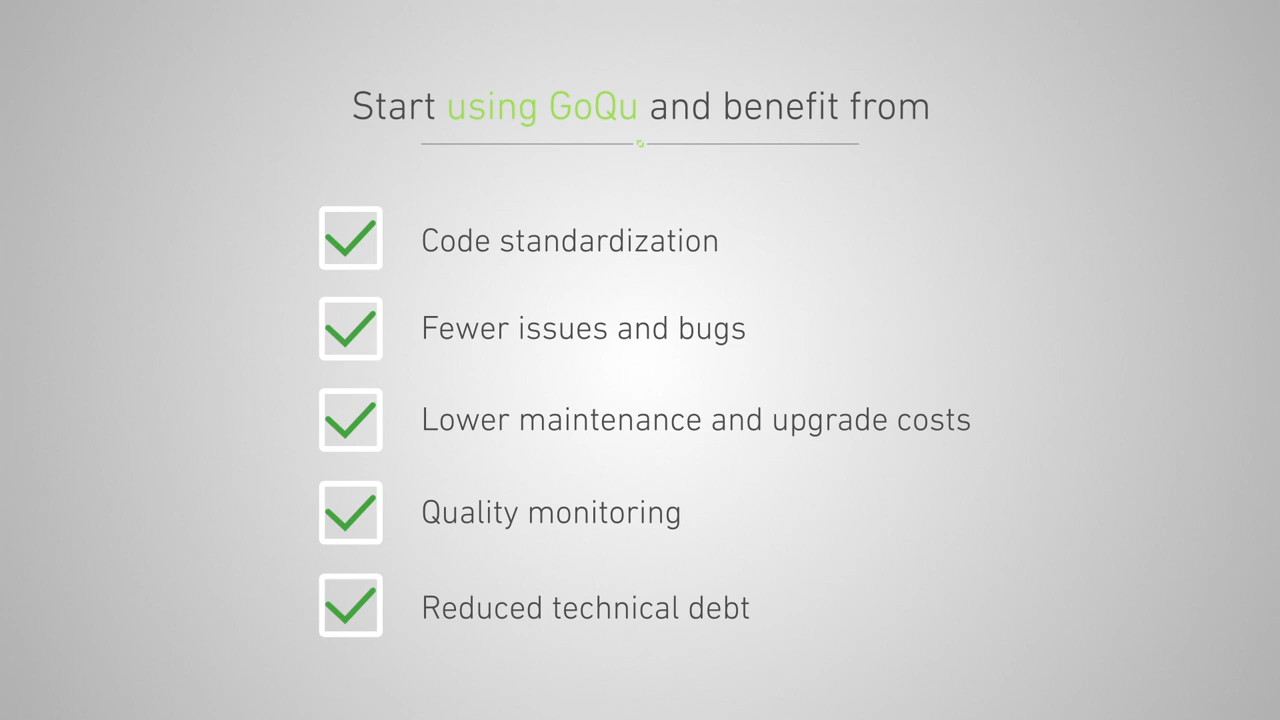 Start using GoQu and benefit from
Code standardization
Fewer issues and bugs
Lower maintenance and upgrade costs
Quality monitoring
Reduced technical debt